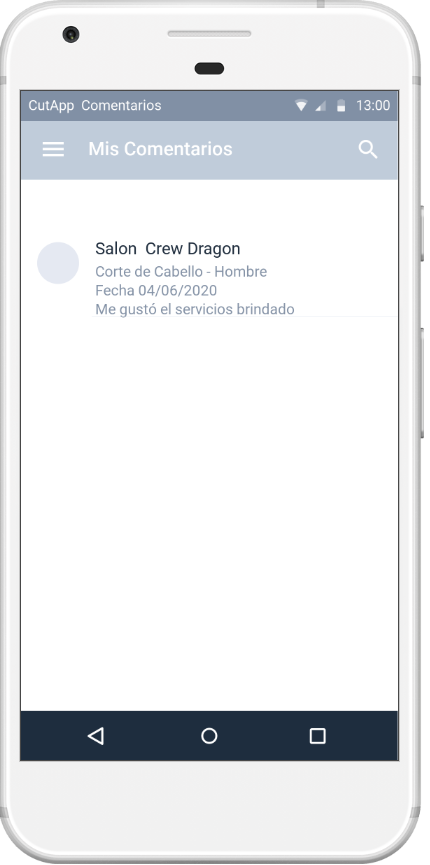 CutApp Comentarios 13:00
Mis Comentarios
Salon Crew Dragon
Corte de Cabello - Hombre
Fecha 04/06/2020
Me gustó el servicios brindado